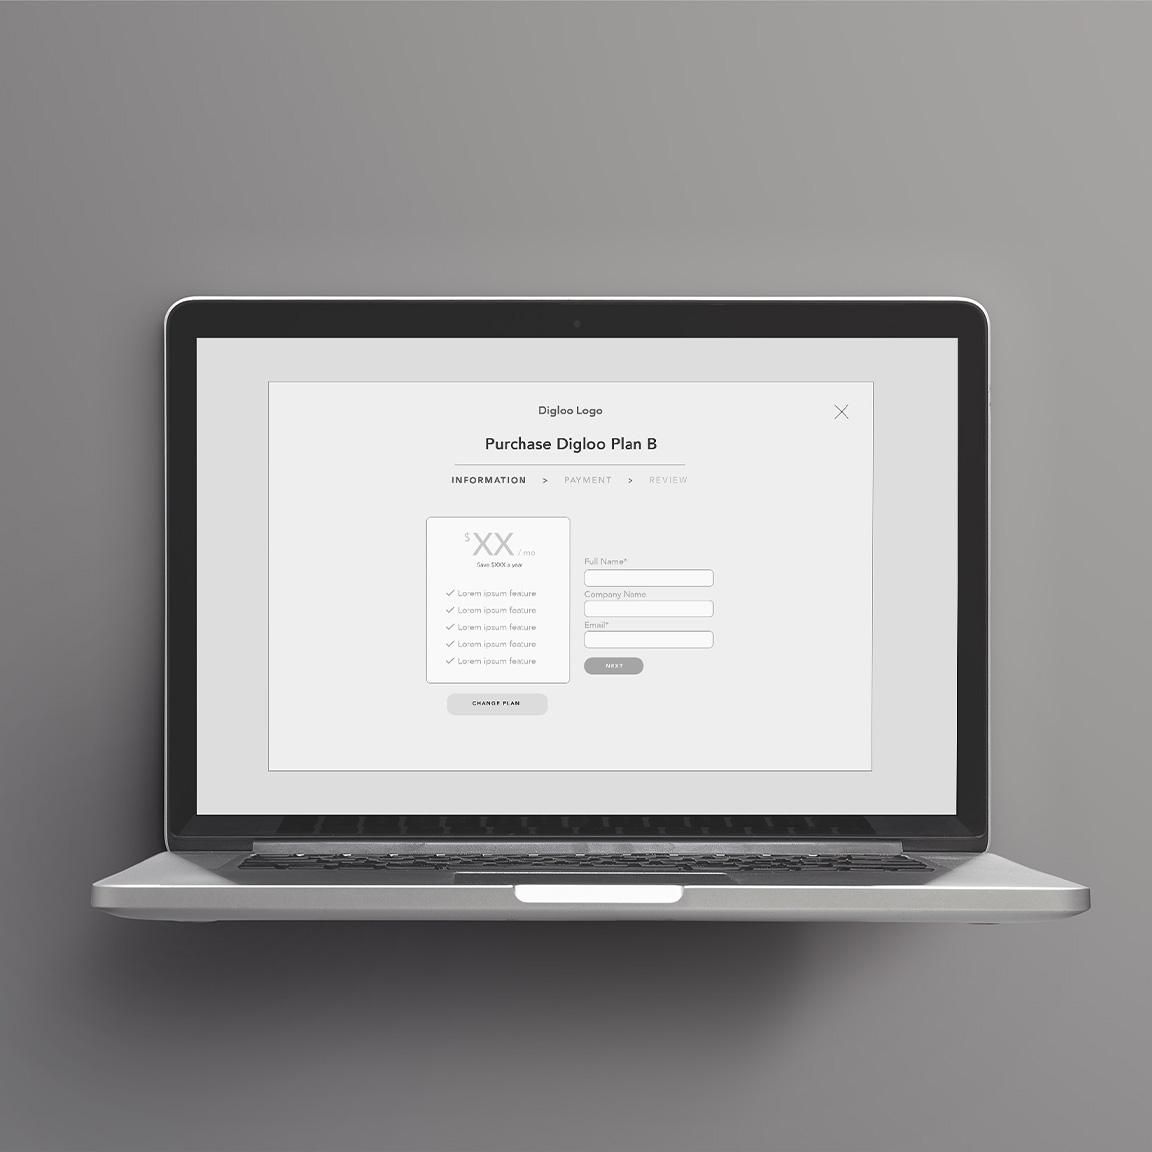 Digloo Logo
Purchase Digloo Plan B
INFORMATION > PAYMENT > REVIEW
$XX / mo
Save $XXX a year
✓ Lorem ipsum feature
✓ Lorem ipsum feature
✓ Lorem ipsum feature
✓ Lorem ipsum feature
✓ Lorem ipsum feature
CHANGE PLAN
Full Name*
Company Name
Email*
NEXT